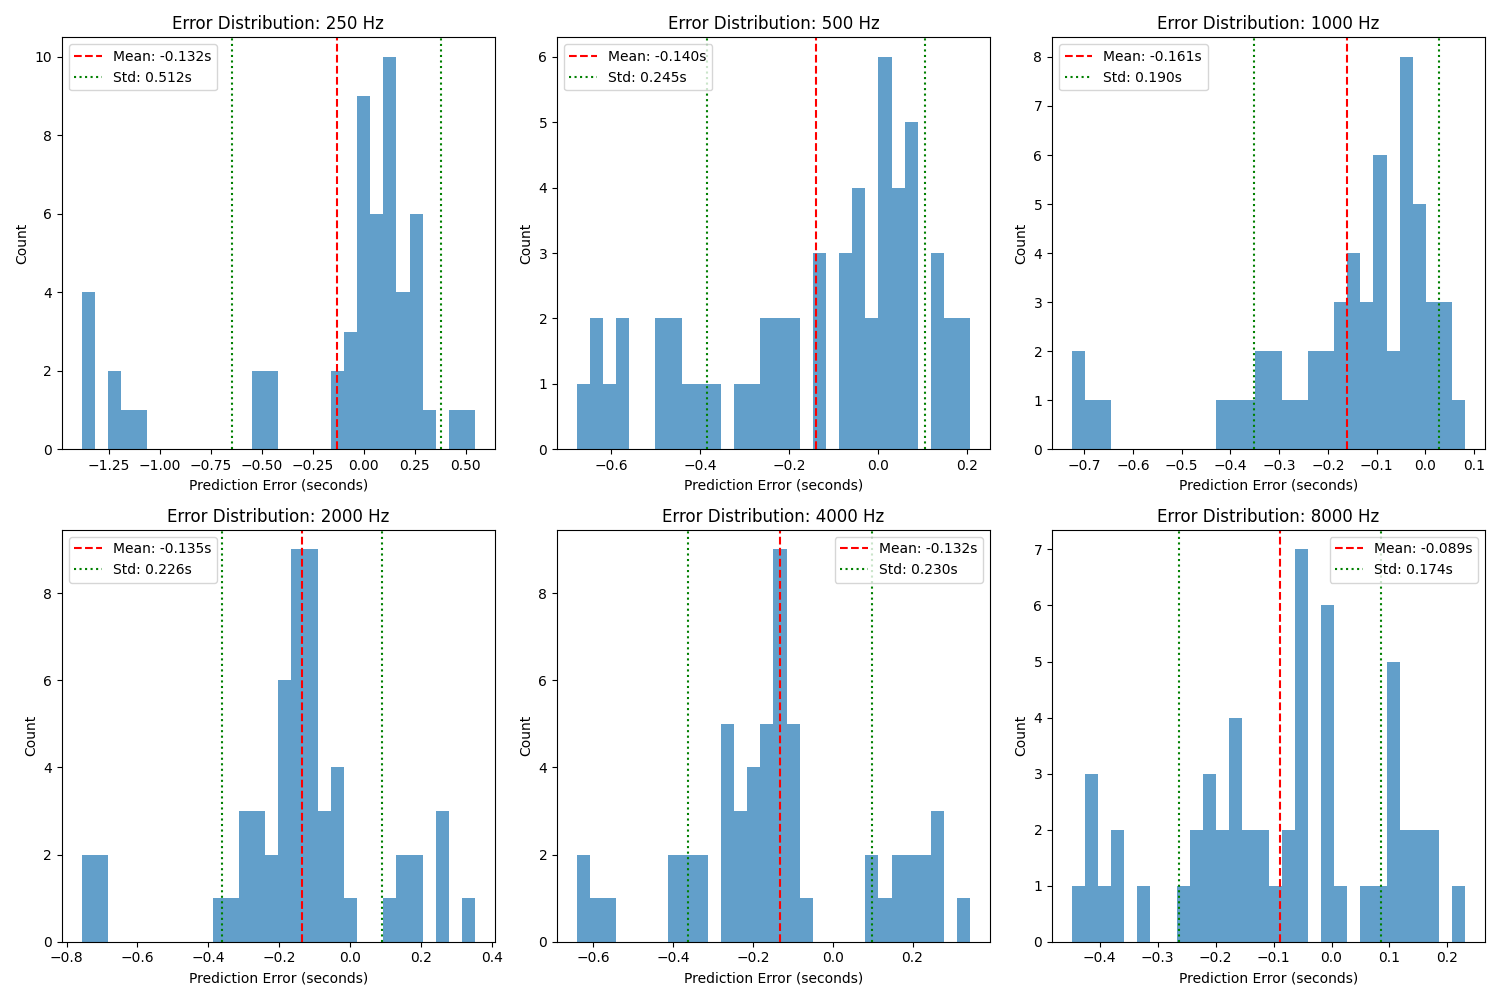 Error Distribution: 250 Hz
Mean: -0.132s
Std: 0.512s
10
8
6
4
2
0
Count
−1.25 −1.00 −0.75 −0.50 −0.25 0.00 0.25 0.50
Prediction Error (seconds)
Error Distribution: 500 Hz
Mean: -0.140s
Std: 0.245s
6
5
4
3
2
1
0
Count
−0.6 −0.4 −0.2 0.0 0.2
Prediction Error (seconds)
Error Distribution: 1000 Hz
Mean: -0.161s
Std: 0.190s
8
7
6
5
4
3
2
1
0
Count
−0.7 −0.6 −0.5 −0.4 −0.3 −0.2 −0.1 0.0 0.1
Prediction Error (seconds)
Error Distribution: 2000 Hz
Mean: -0.135s
Std: 0.226s
8
6
4
2
0
Count
−0.8 −0.6 −0.4 −0.2 0.0 0.2 0.4
Prediction Error (seconds)
Error Distribution: 4000 Hz
Mean: -0.132s
Std: 0.230s
8
6
4
2
0
Count
−0.6 −0.4 −0.2 0.0 0.2
Prediction Error (seconds)
Error Distribution: 8000 Hz
Mean: -0.089s
Std: 0.174s
7
6
5
4
3
2
1
0
Count
−0.4 −0.3 −0.2 −0.1 0.0 0.1 0.2
Prediction Error (seconds)